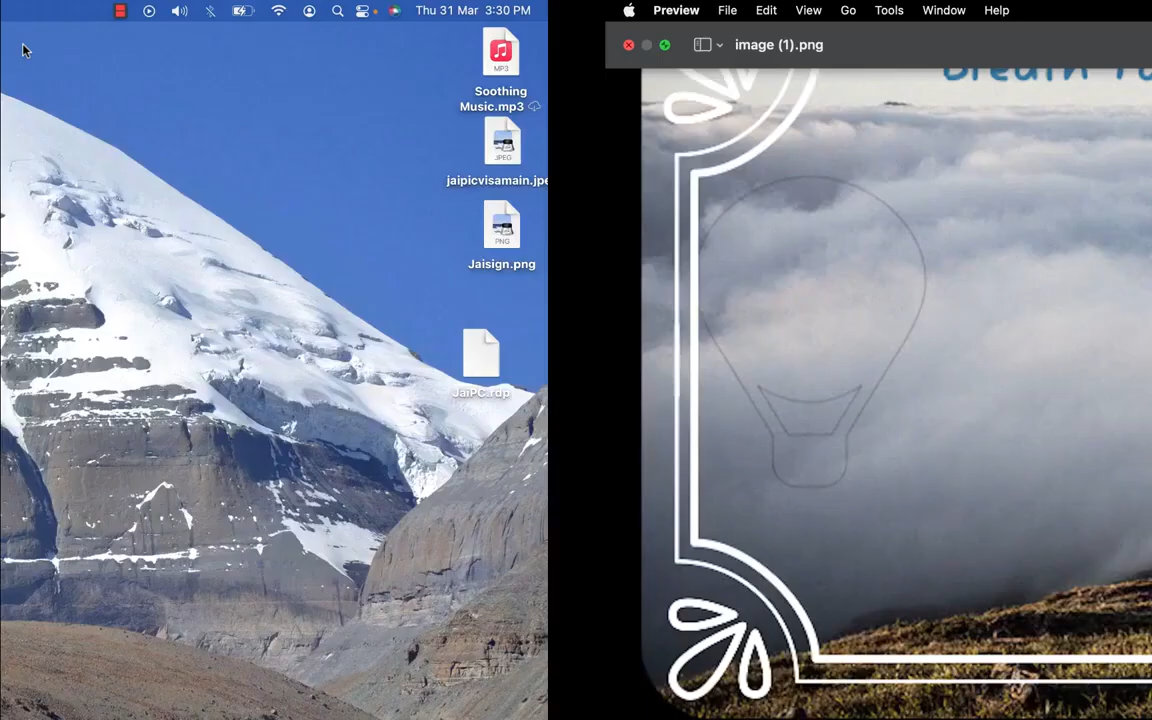 Thu 31 Mar 3:30 PM
MP3
Soothing
Music.mp3
JPEG
jaipicvisamain.jpe
PNG
Jaisign.png
JaiPC.rdp
Preview File Edit View Go Tools Window Help
image (1).png
Breath